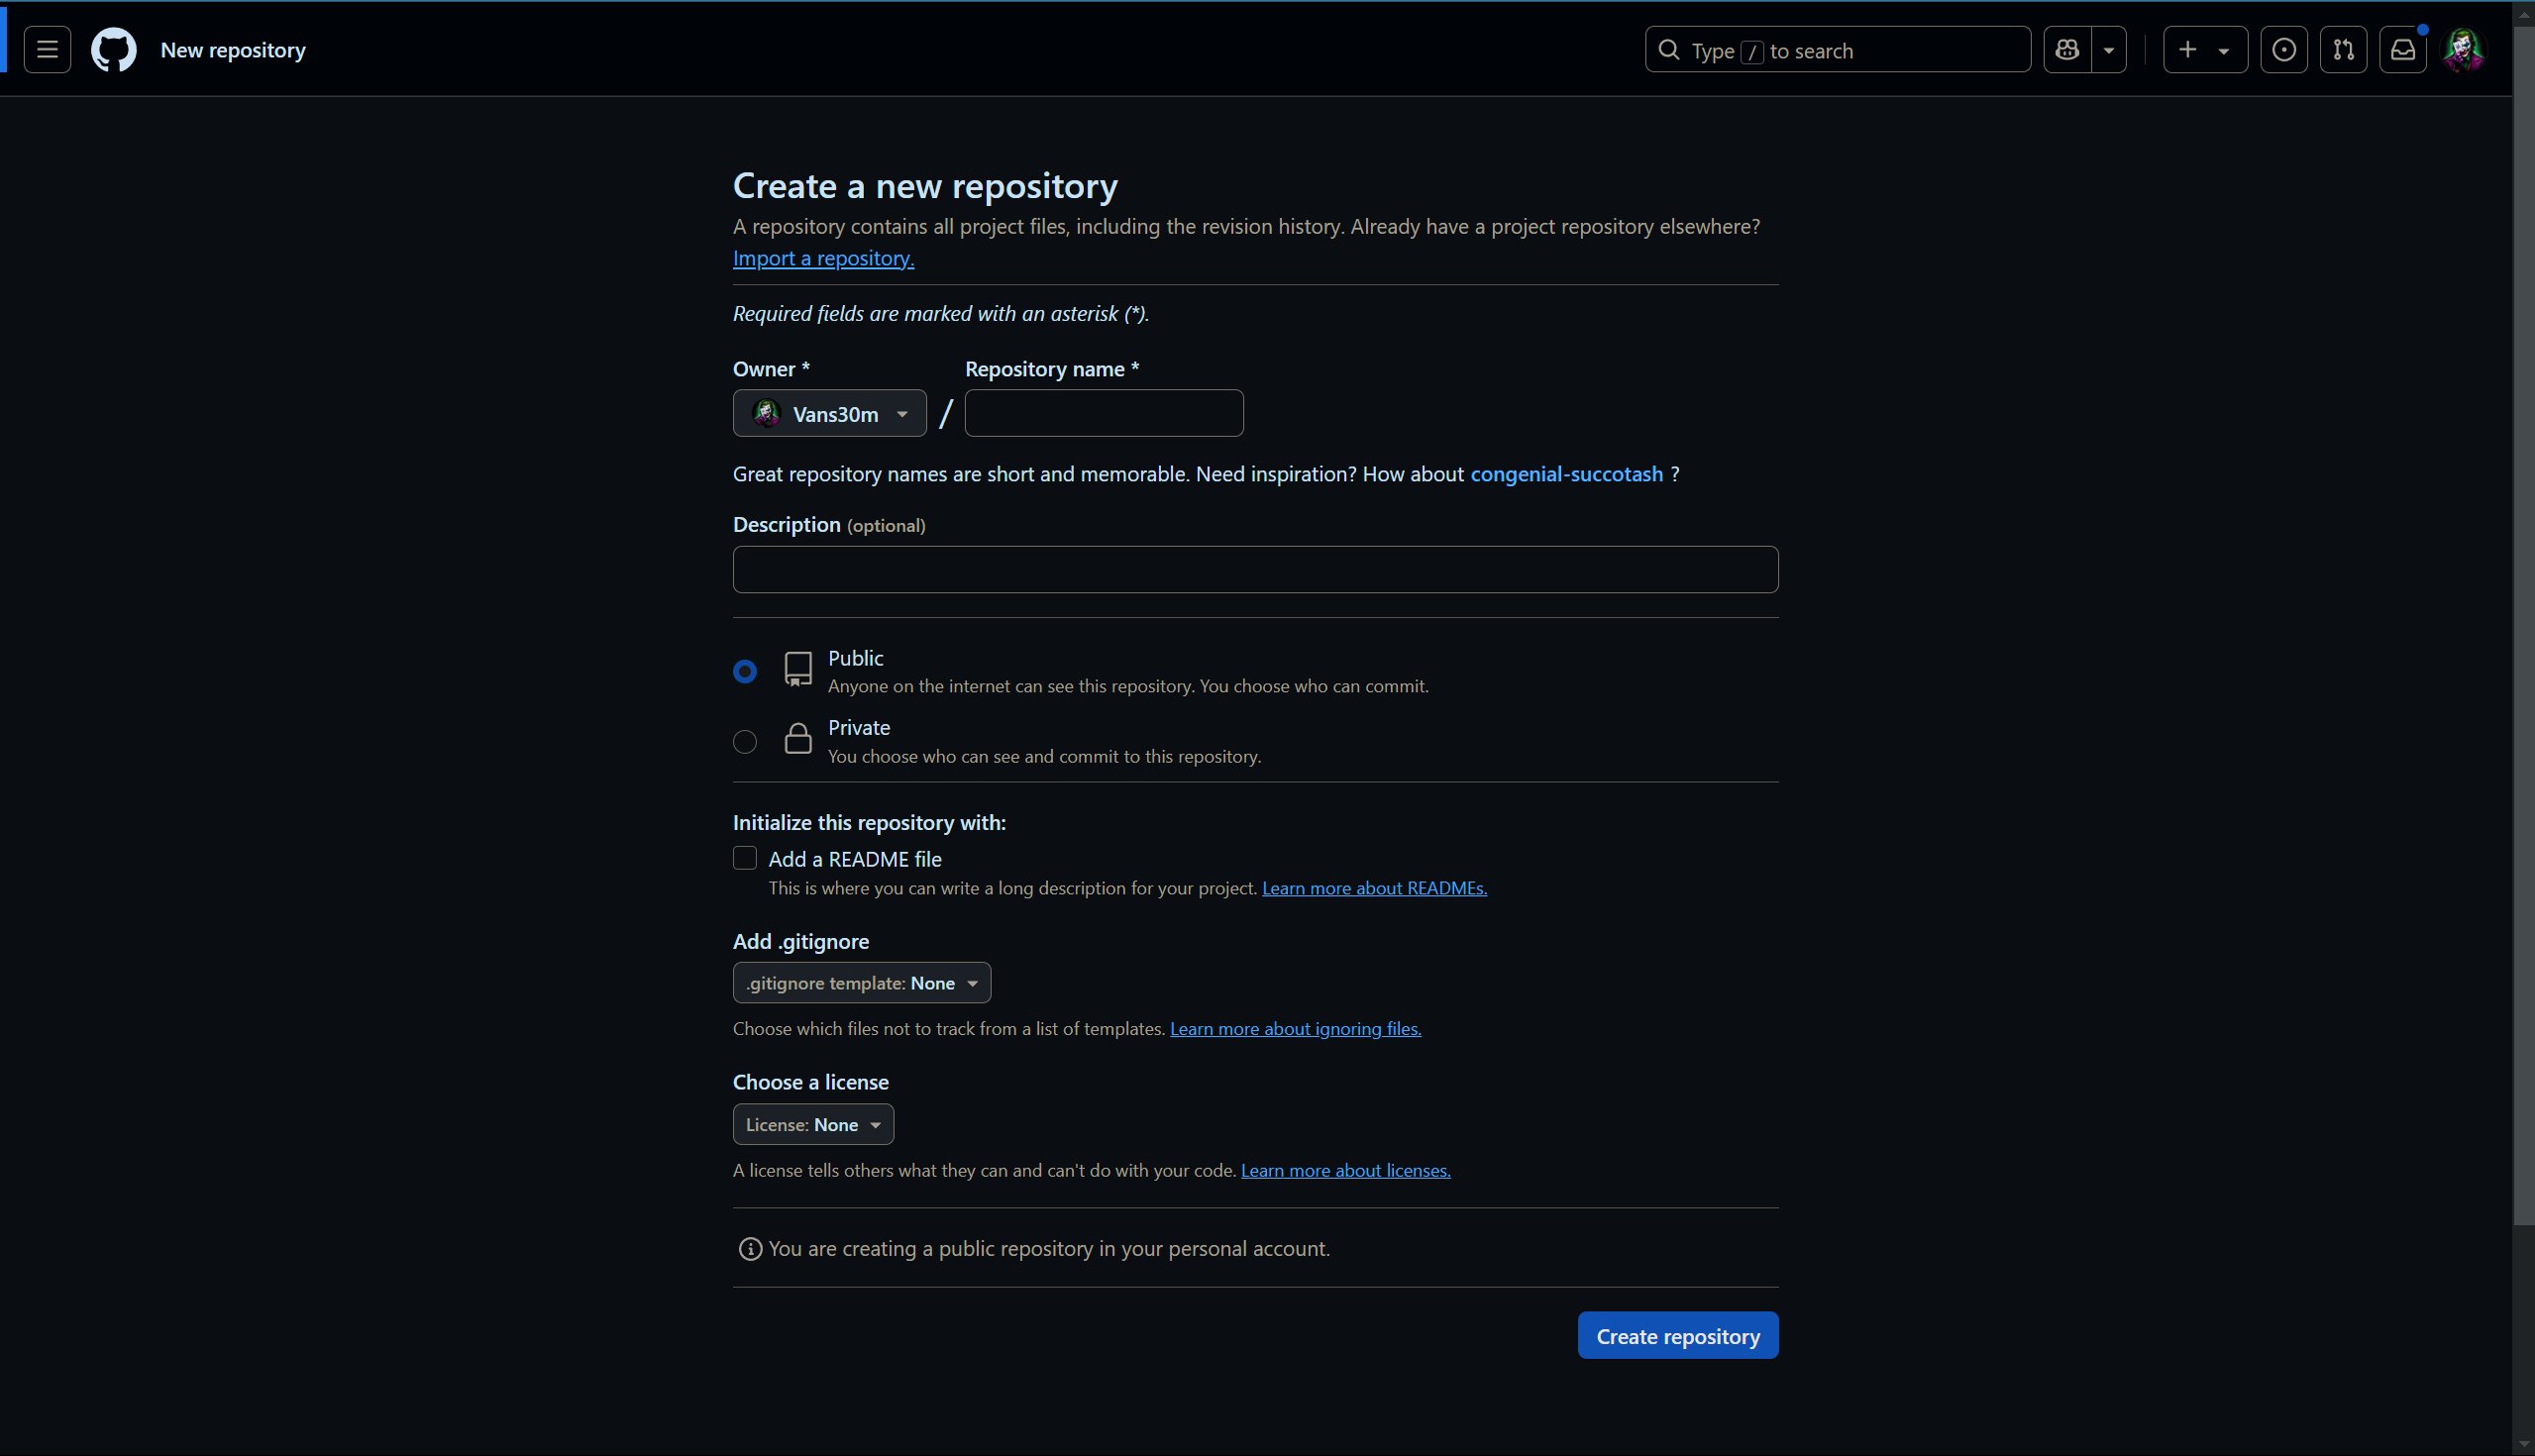 New repository
Type / to search
Create a new repository
A repository contains all project files, including the revision history. Already have a project repository elsewhere?
Import a repository.
Required fields are marked with an asterisk (*).
Owner * Repository name *
Vans30m /
Great repository names are short and memorable. Need inspiration? How about congenial-succotash ?
Description (optional)
Public
Anyone on the internet can see this repository. You choose who can commit.
Private
You choose who can see and commit to this repository.
Initialize this repository with:
Add a README file
This is where you can write a long description for your project. Learn more about READMEs.
Add .gitignore
.gitignore template: None
Choose which files not to track from a list of templates. Learn more about ignoring files.
Choose a license
License: None
A license tells others what they can and can't do with your code. Learn more about licenses.
You are creating a public repository in your personal account.
Create repository